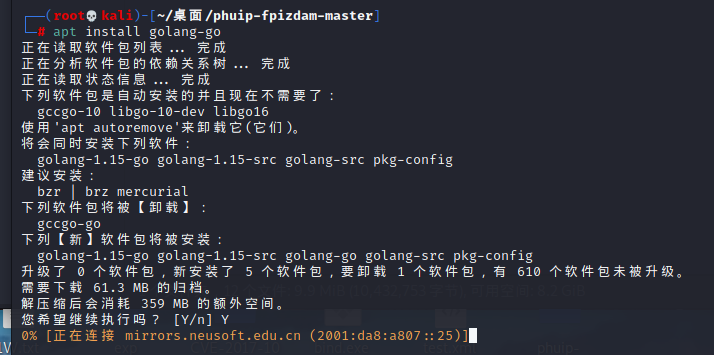 ┌──(root💀kali)-[~/桌面/phuip-fpizdam-master]
└─# apt install golang-go
正在读取软件包列表... 完成
正在分析软件包的依赖关系树... 完成
正在读取状态信息... 完成
下列软件包是自动安装的并且现在不需要了：
gccgo-10 libgo-10-dev libgo16
使用'apt autoremove'来卸载它(它们)。
将会同时安装下列软件：
golang-1.15-go golang-1.15-src golang-src pkg-config
建议安装：
bzr | brz mercurial
下列软件包将被【卸载】：
gccgo-go
下列【新】软件包将被安装：
golang-1.15-go golang-1.15-src golang-go golang-src pkg-config
升级了 0 个软件包，新安装了 5 个软件包，要卸载 1 个软件包，有 610 个软件包未被升级。
需要下载 61.3 MB 的归档。
解压缩后会消耗 359 MB 的额外空间。
您希望继续执行吗？ [Y/n] Y
0% [正在连接 mirrors.neusoft.edu.cn (2001:da8:a807::25)]